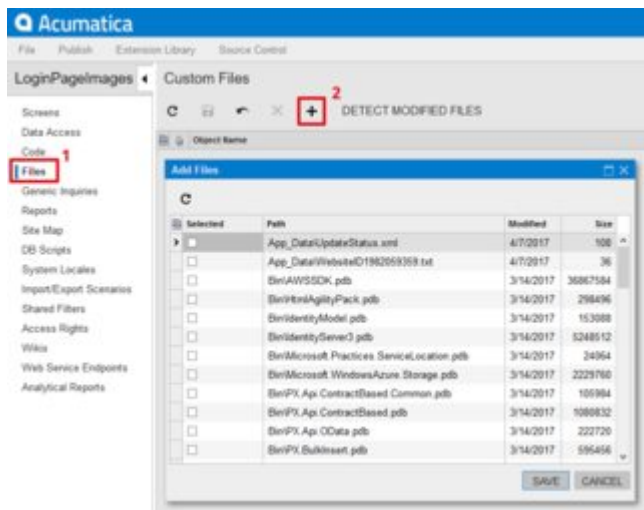 Acumatica
File Publish Extension Library Source Control
LoginPageImages Custom Files
2
DETECT MODIFIED FILES
Object Name
Screens
Data Access
Code
1
Files
Generic Inquiries
Reports
Site Map
DB Scripts
System Locales
Import/Export Scenarios
Shared Filters
Access Rights
Wikis
Web Service Endpoints
Analytical Reports
Add Files
Selected Path Modified Size
App_Data\UpdateStatus.xml 4/7/2017 108
App_Data\WebsiteID1982059359.txt 4/7/2017 36
Bin\AWSSDK.pdb 3/14/2017 36867584
Bin\HtmlAgilityPack.pdb 3/14/2017 298496
Bin\IdentityModel.pdb 3/14/2017 153088
Bin\IdentityServer3.pdb 3/14/2017 5248512
Bin\Microsoft.Practices.ServiceLocation.pdb 3/14/2017 24064
Bin\Microsoft.WindowsAzure.Storage.pdb 3/14/2017 2229760
Bin\PX.Api.ContractBased.Common.pdb 3/14/2017 105984
Bin\PX.Api.ContractBased.pdb 3/14/2017 1080832
Bin\PX.Api.OData.pdb 3/14/2017 222720
Bin\PX.BulkInsert.pdb 3/14/2017 595456
SAVE CANCEL